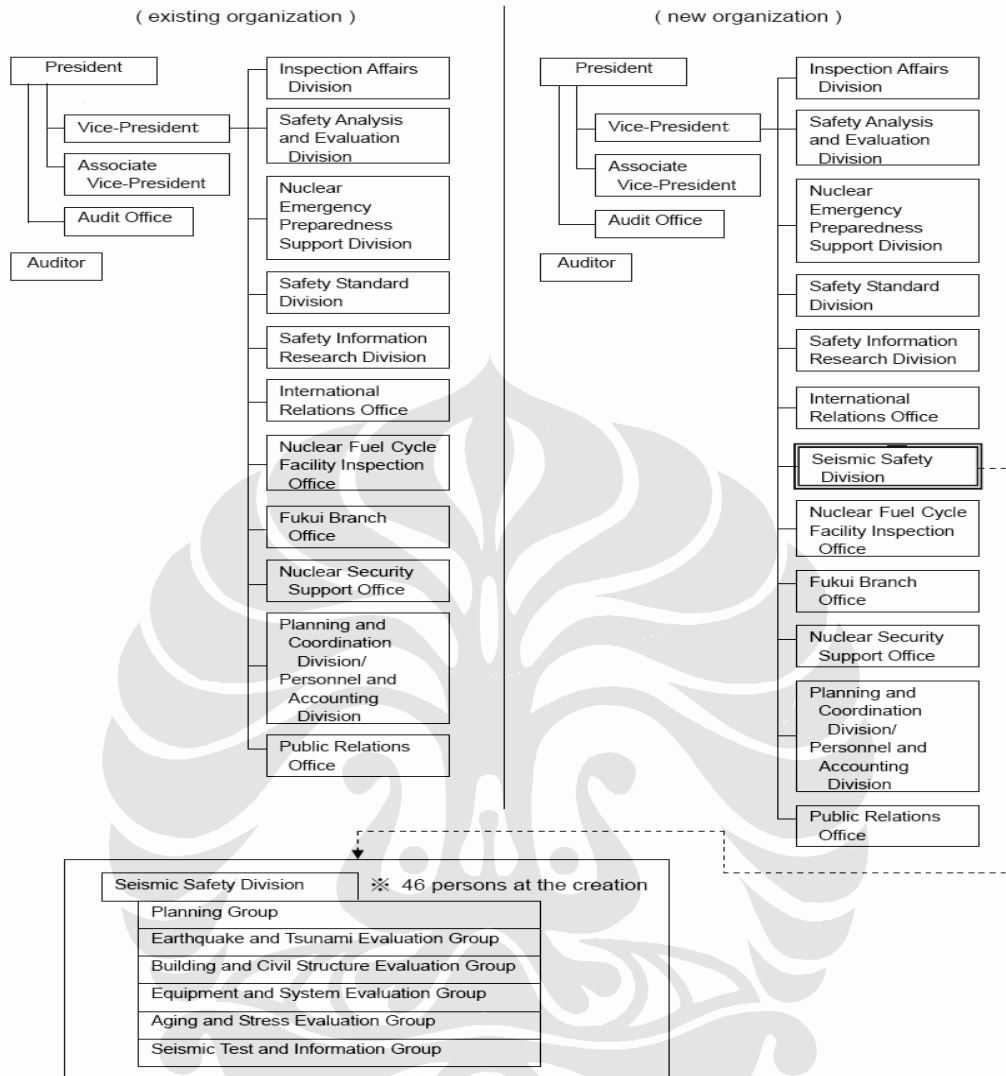 ( existing organization )
President
Vice-President
Associate
Vice-President
Audit Office
Auditor
Inspection Affairs
Division
Safety Analysis
and Evaluation
Division
Nuclear
Emergency
Preparedness
Support Division
Safety Standard
Division
Safety Information
Research Division
International
Relations Office
Nuclear Fuel Cycle
Facility Inspection
Office
Fukui Branch
Office
Nuclear Security
Support Office
Planning and
Coordination
Division/
Personnel and
Accounting
Division
Public Relations
Office
( new organization )
President
Vice-President
Associate
Vice-President
Audit Office
Auditor
Inspection Affairs
Division
Safety Analysis
and Evaluation
Division
Nuclear
Emergency
Preparedness
Support Division
Safety Standard
Division
Safety Information
Research Division
International
Relations Office
Seismic Safety
Division
Nuclear Fuel Cycle
Facility Inspection
Office
Fukui Branch
Office
Nuclear Security
Support Office
Planning and
Coordination
Division/
Personnel and
Accounting
Division
Public Relations
Office
Seismic Safety Division ※ 46 persons at the creation
Planning Group
Earthquake and Tsunami Evaluation Group
Building and Civil Structure Evaluation Group
Equipment and System Evaluation Group
Aging and Stress Evaluation Group
Seismic Test and Information Group